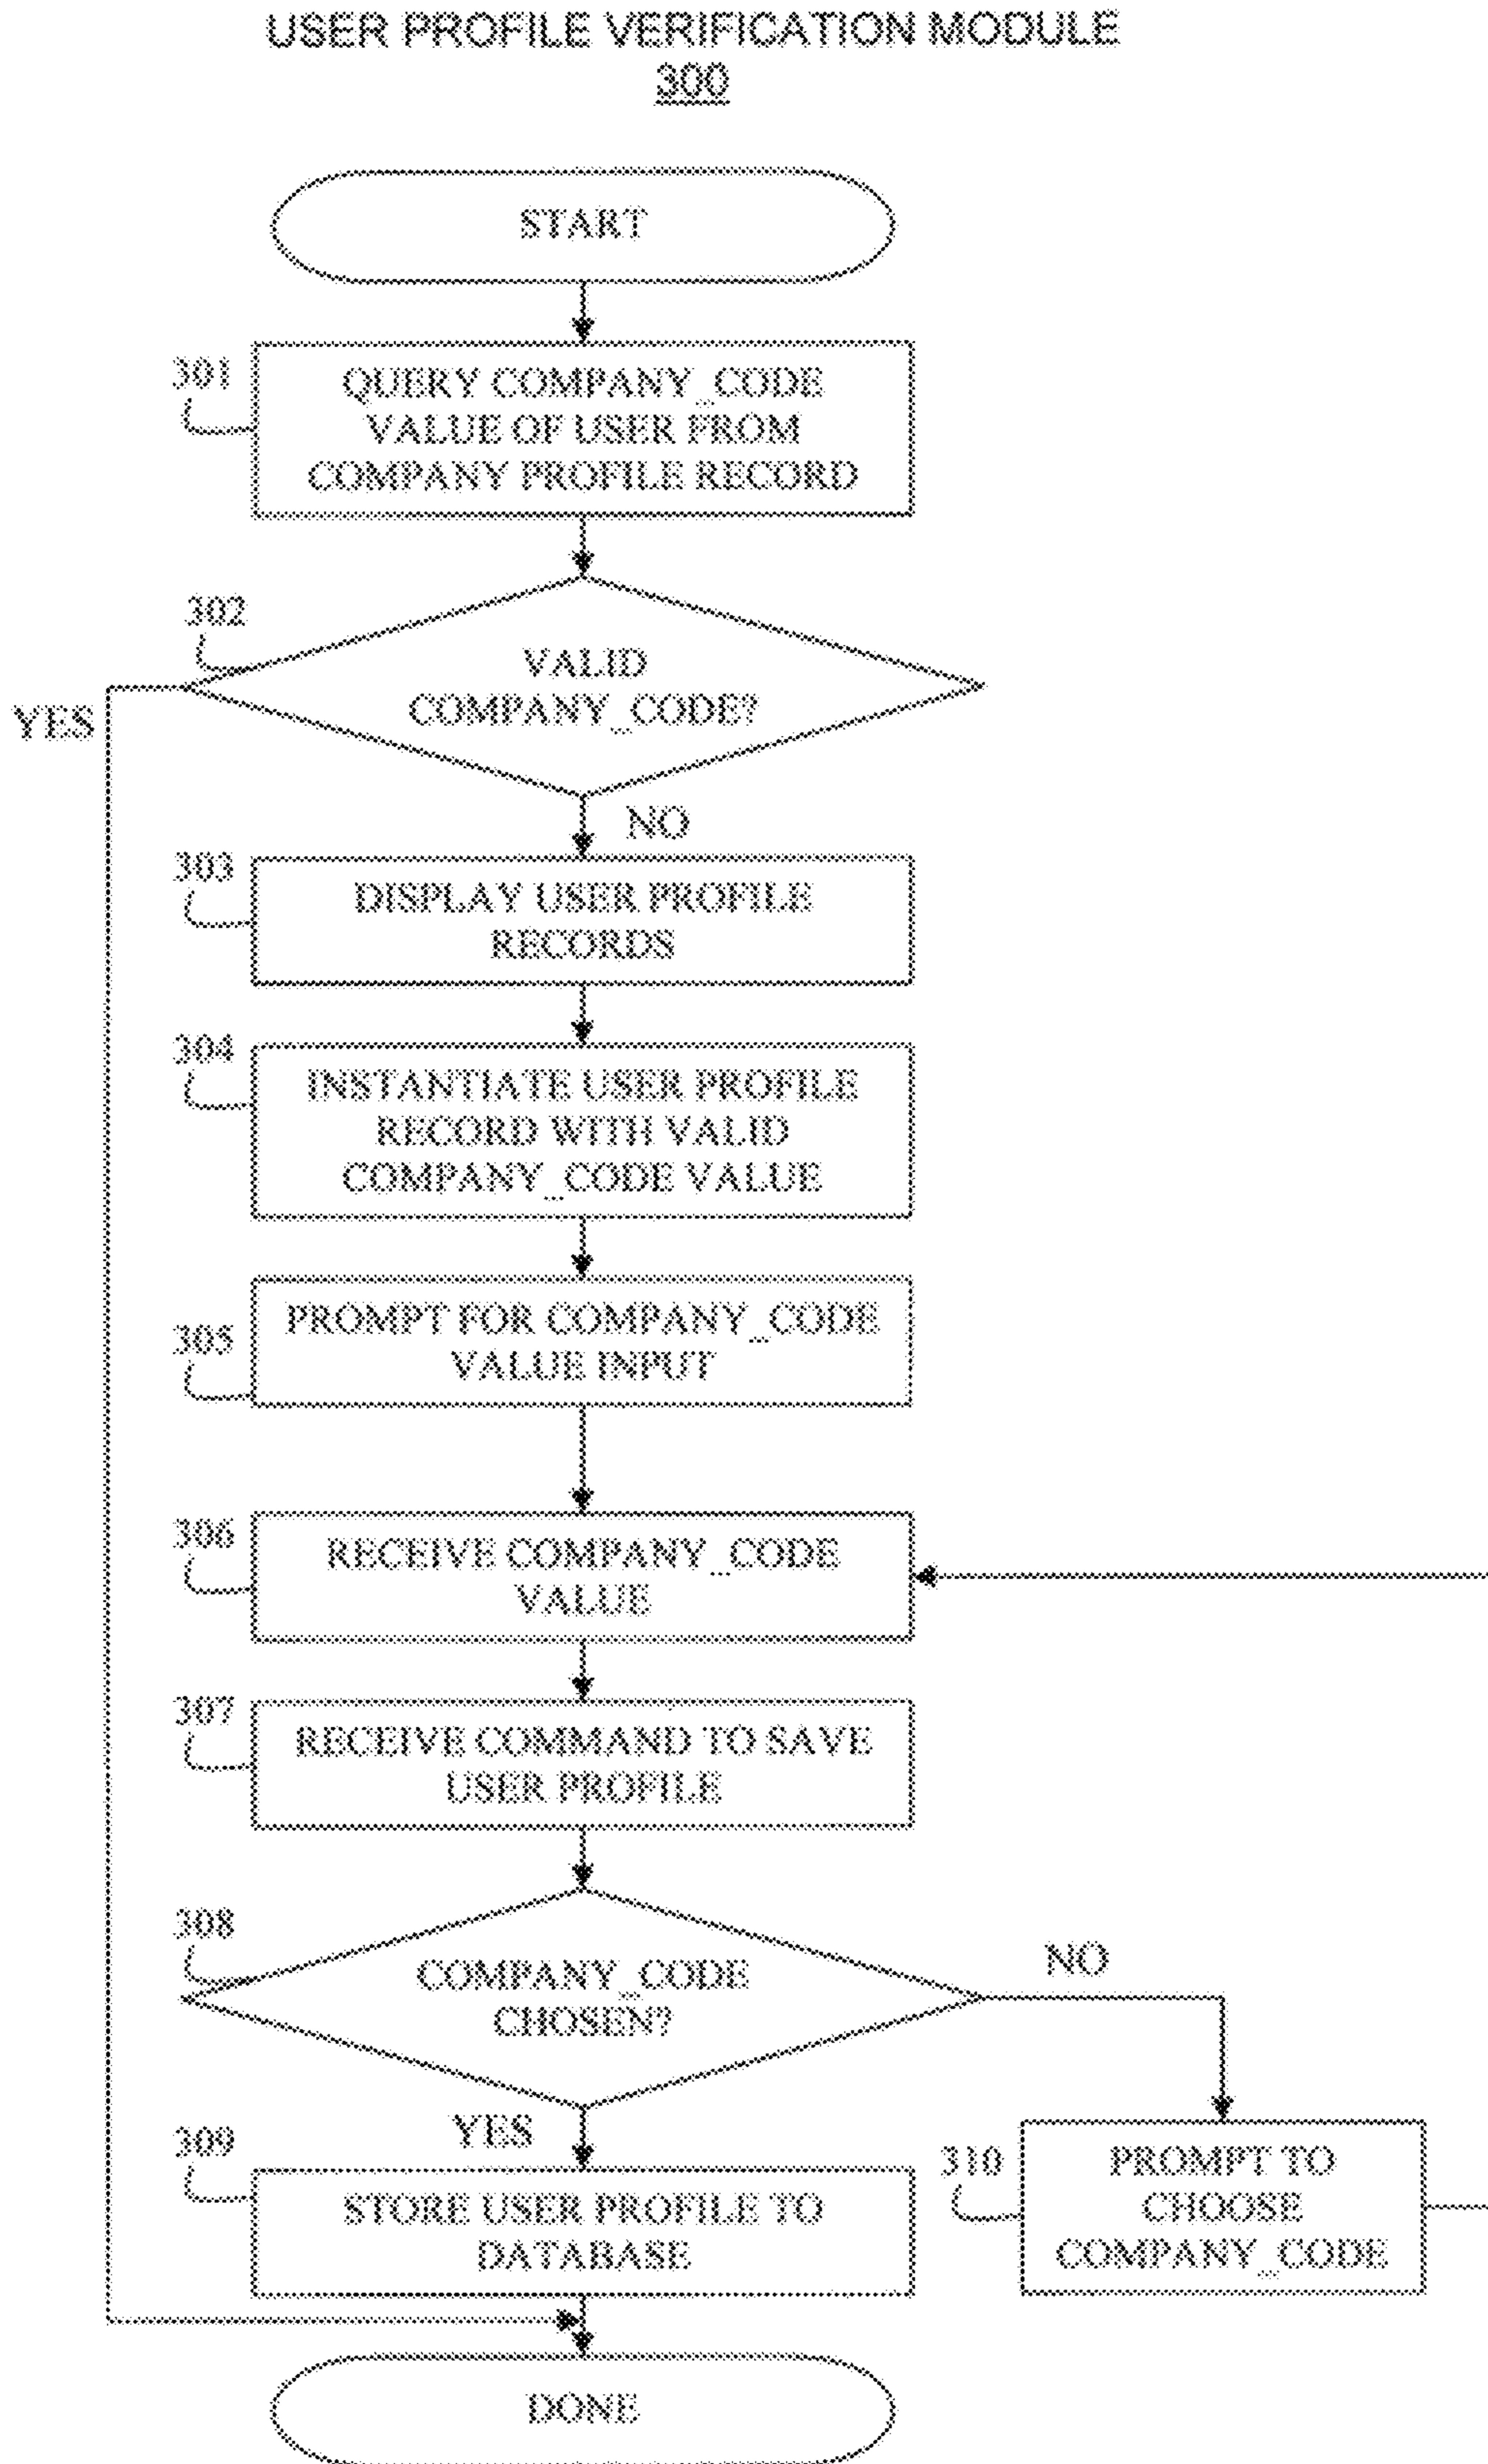 USER PROFILE VERIFICATION MODULE
300
START
301
QUERY COMPANY_CODE
VALUE OF USER FROM
COMPANY PROFILE RECORD
302
VALID
COMPANY_CODE?
YES
NO
303
DISPLAY USER PROFILE
RECORDS
304
INSTANTIATE USER PROFILE
RECORD WITH VALID
COMPANY_CODE VALUE
305
PROMPT FOR COMPANY_CODE
VALUE INPUT
306
RECEIVE COMPANY_CODE
VALUE
307
RECEIVE COMMAND TO SAVE
USER PROFILE
308
COMPANY_CODE
CHOSEN?
NO
YES
309
STORE USER PROFILE TO
DATABASE
310
PROMPT TO
CHOOSE
COMPANY_CODE
DONE